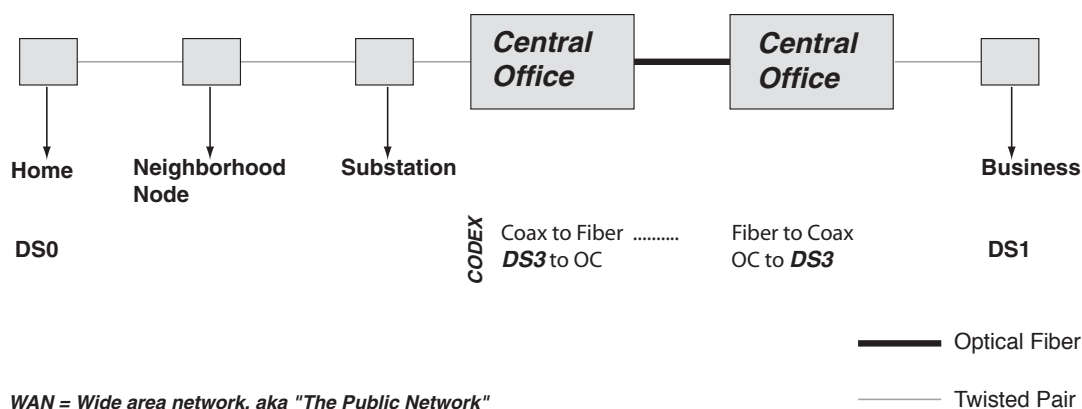 Central
Office
Central
Office
Home
Neighborhood
Node
Substation
Business
DS0
CODEX
Coax to Fiber ..........
DS3 to OC
Fiber to Coax
OC to DS3
DS1
Optical Fiber
Twisted Pair
WAN = Wide area network, aka "The Public Network"